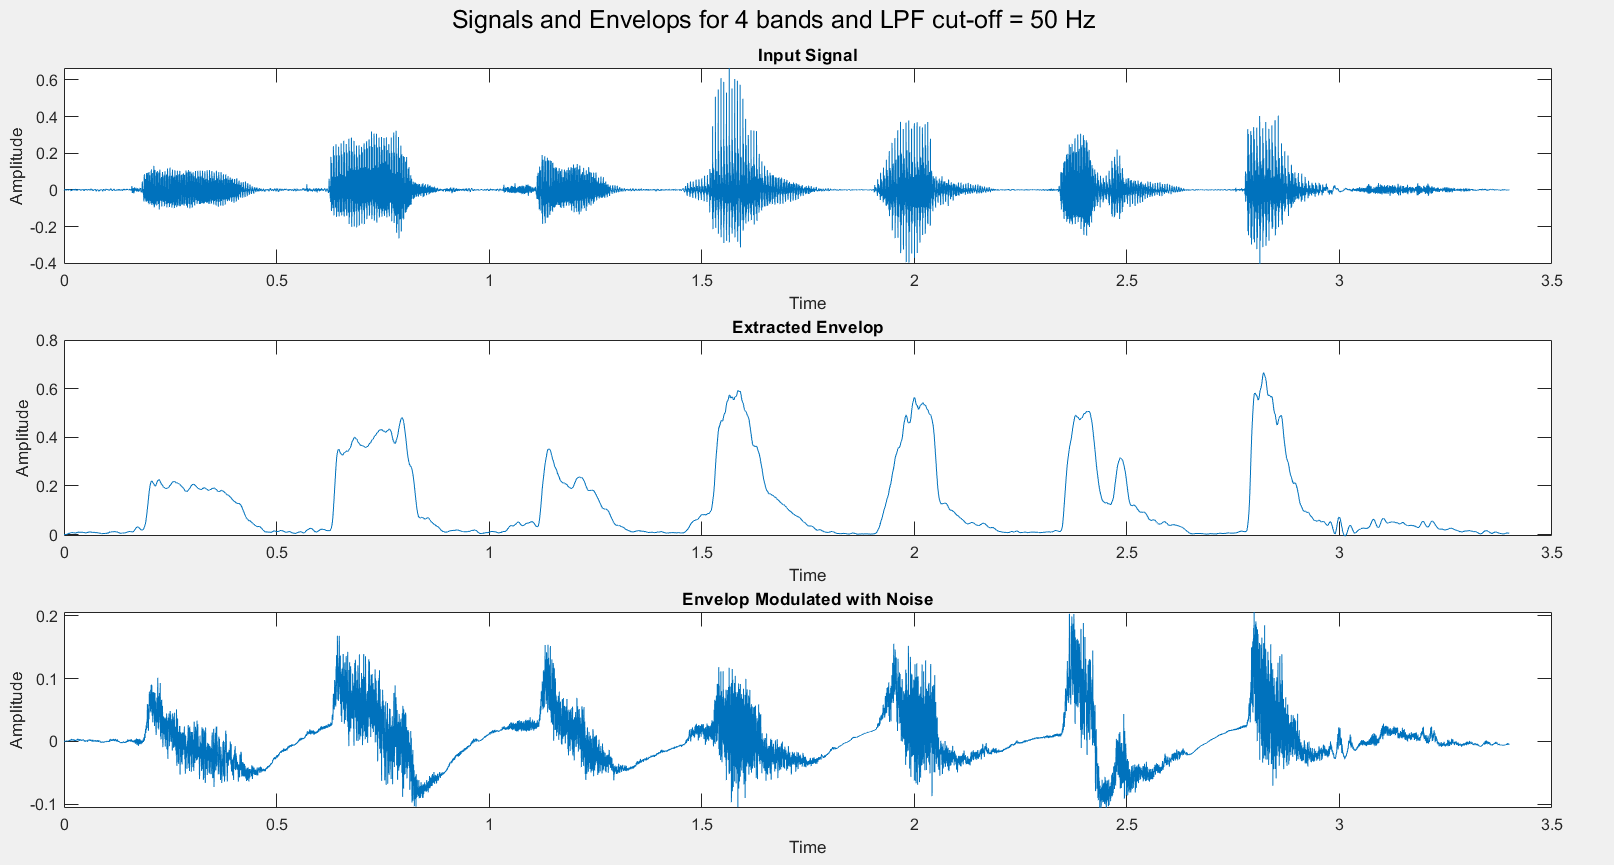 Signals and Envelops for 4 bands and LPF cut-off = 50 Hz
Input Signal
0.6
0.4
0.2
0
-0.2
-0.4
Amplitude
0 0.5 1 1.5 2 2.5 3 3.5
Time
Extracted Envelop
0.8
0.6
0.4
0.2
0
Amplitude
0 0.5 1 1.5 2 2.5 3 3.5
Time
Envelop Modulated with Noise
0.2
0.1
0
-0.1
Amplitude
0 0.5 1 1.5 2 2.5 3 3.5
Time